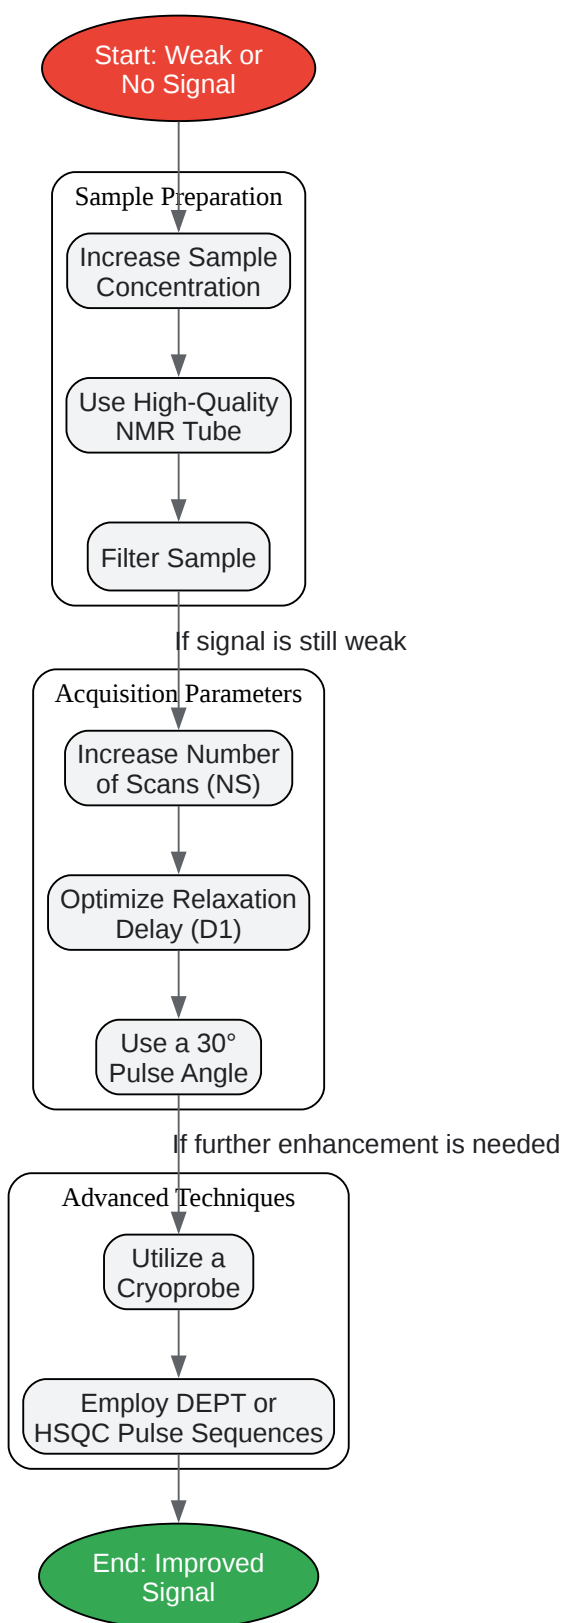 Start: Weak or
No Signal
Sample Preparation
Increase Sample
Concentration
Use High-Quality
NMR Tube
Filter Sample
If signal is still weak
Acquisition Parameters
Increase Number
of Scans (NS)
Optimize Relaxation
Delay (D1)
Use a 30°
Pulse Angle
If further enhancement is needed
Advanced Techniques
Utilize a
Cryoprobe
Employ DEPT or
HSQC Pulse Sequences
End: Improved
Signal